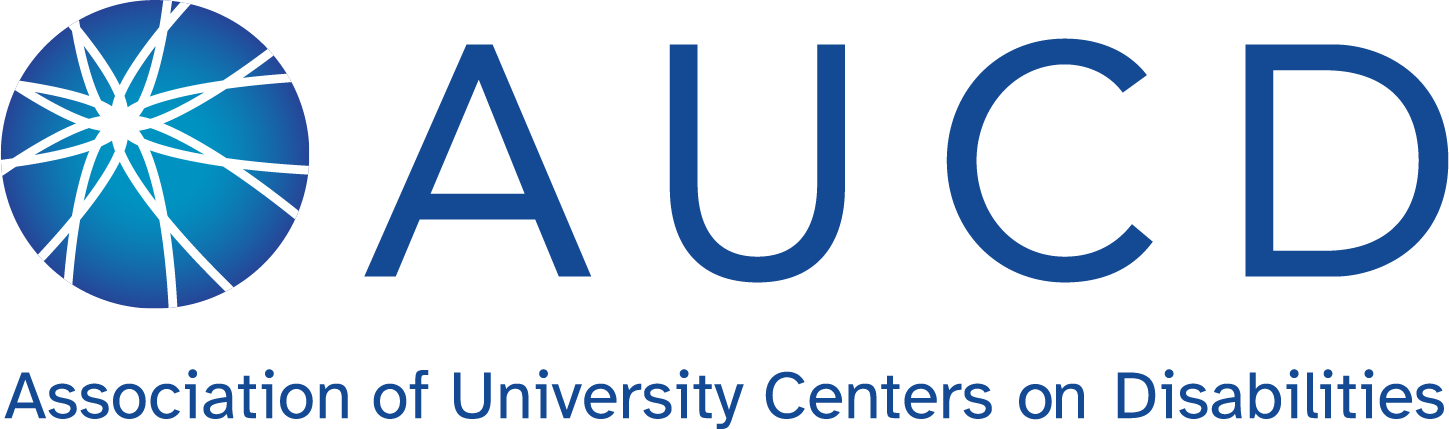 AUCD
Association of University Centers on Disabilities